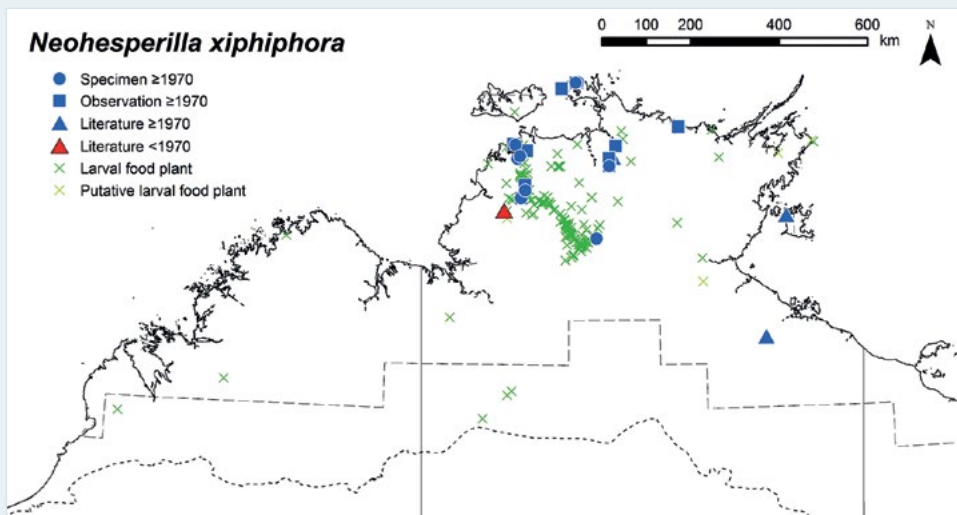 Neohesperilla xiphiphora
Specimen ≥1970
Observation ≥1970
Literature ≥1970
Literature <1970
Larval food plant
Putative larval food plant
0 100 200 400 600
km
N